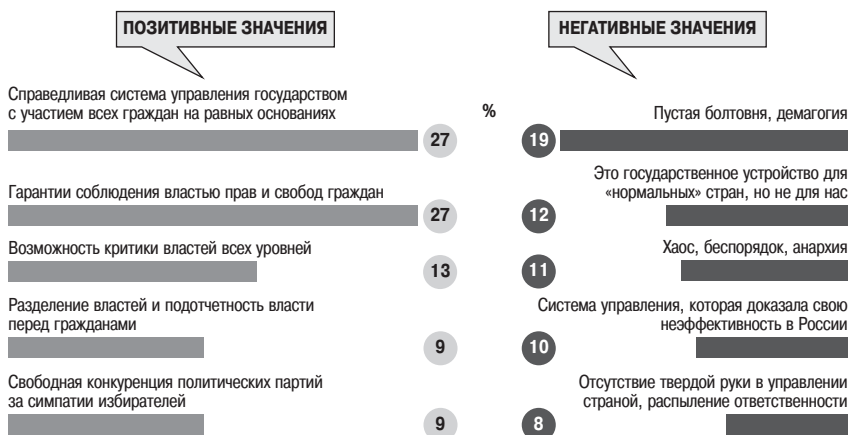 ПОЗИТИВНЫЕ ЗНАЧЕНИЯ
Справедливая система управления государством
с участием всех граждан на равных основаниях
27
Гарантии соблюдения властью прав и свобод граждан
27
Возможность критики властей всех уровней
13
Разделение властей и подотчетность власти
перед гражданами
9
Свободная конкуренция политических партий
за симпатии избирателей
9
%
НЕГАТИВНЫЕ ЗНАЧЕНИЯ
Пустая болтовня, демагогия
19
Это государственное устройство для
«нормальных» стран, но не для нас
12
Хаос, беспорядок, анархия
11
Система управления, которая доказала свою
неэффективность в России
10
Отсутствие твердой руки в управлении
страной, распыление ответственности
8